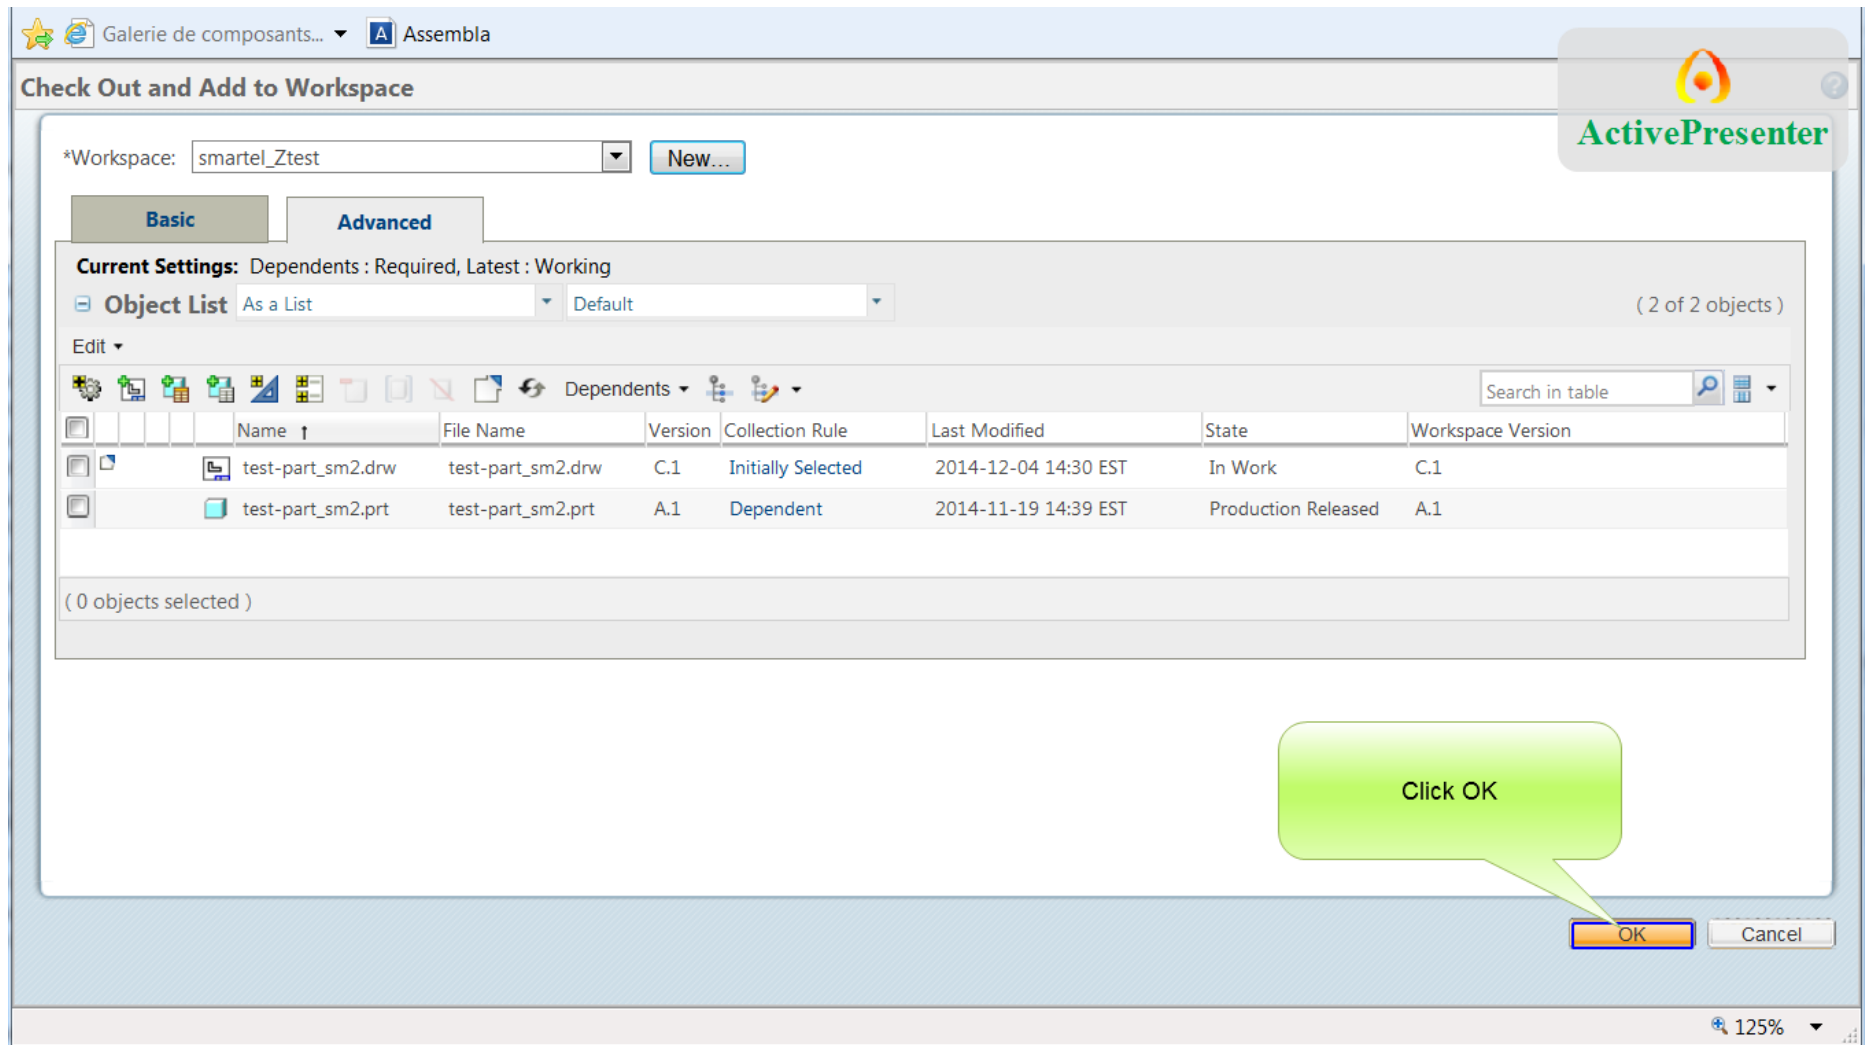 Galerie de composants... Assembla
Check Out and Add to Workspace
ActivePresenter
*Workspace: smartel_Ztest New...
Basic Advanced
Current Settings: Dependents : Required, Latest : Working
Object List As a List Default ( 2 of 2 objects )
Edit
Dependents Search in table
Name ↑ File Name Version Collection Rule Last Modified State Workspace Version
test-part_sm2.drw test-part_sm2.drw C.1 Initially Selected 2014-12-04 14:30 EST In Work C.1
test-part_sm2.prt test-part_sm2.prt A.1 Dependent 2014-11-19 14:39 EST Production Released A.1
( 0 objects selected )
Click OK
OK Cancel
125%